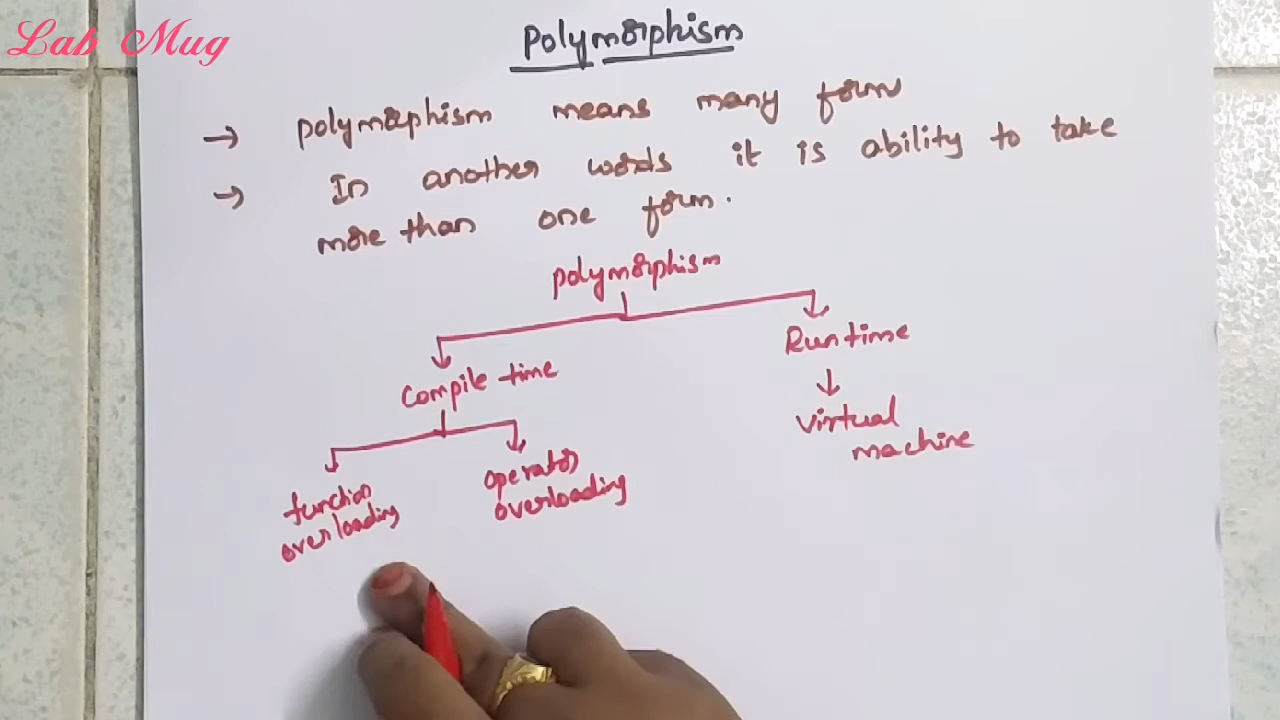 Lab Mug
Polymorphism
→ polymorphism means many form
→ In another words it is ability to take
more than one form.
polymorphism
Compile time
Runtime
function
overloading
operator
overloading
virtual
machine